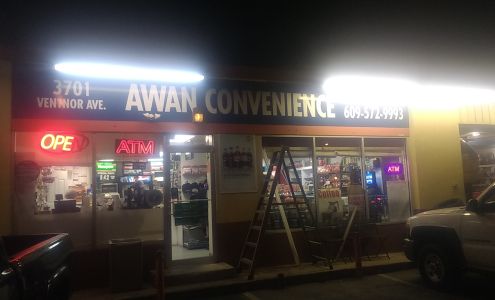 3701
VENTNOR AVE.
AWAN CONVENIENCE
609-572-9993
OPEN
ATM
ATM